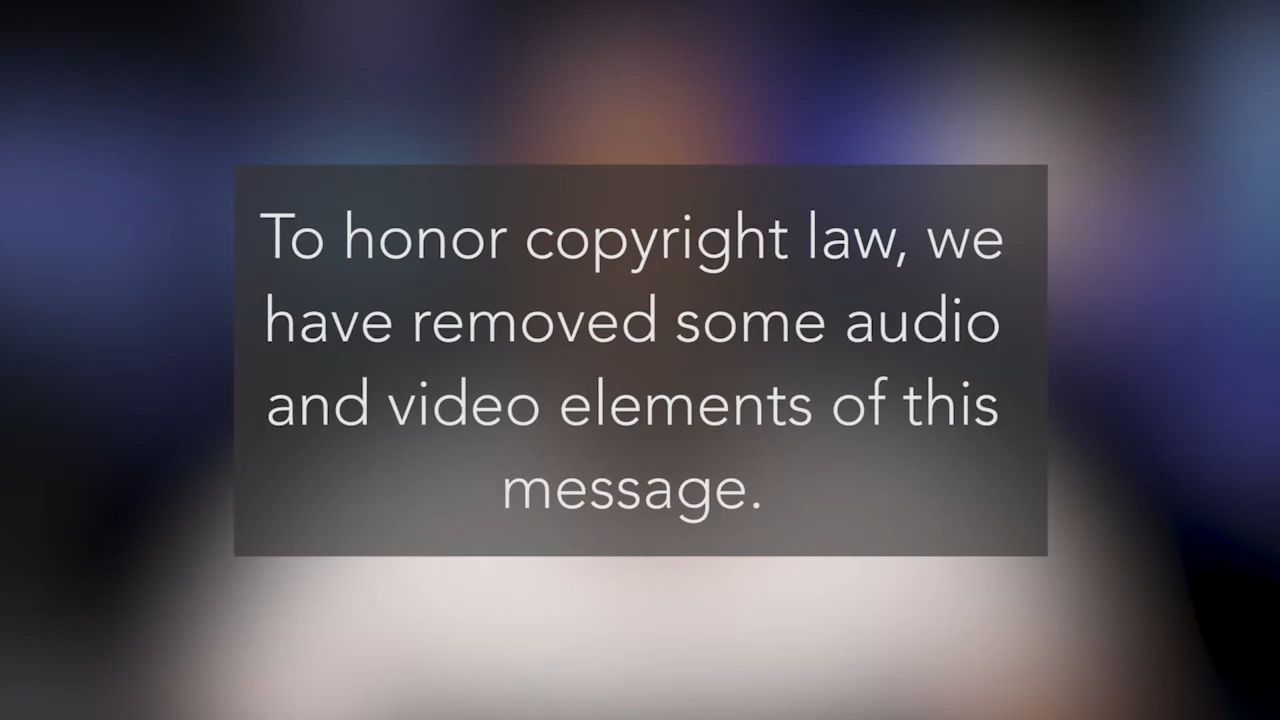 To honor copyright law, we
have removed some audio
and video elements of this
message.